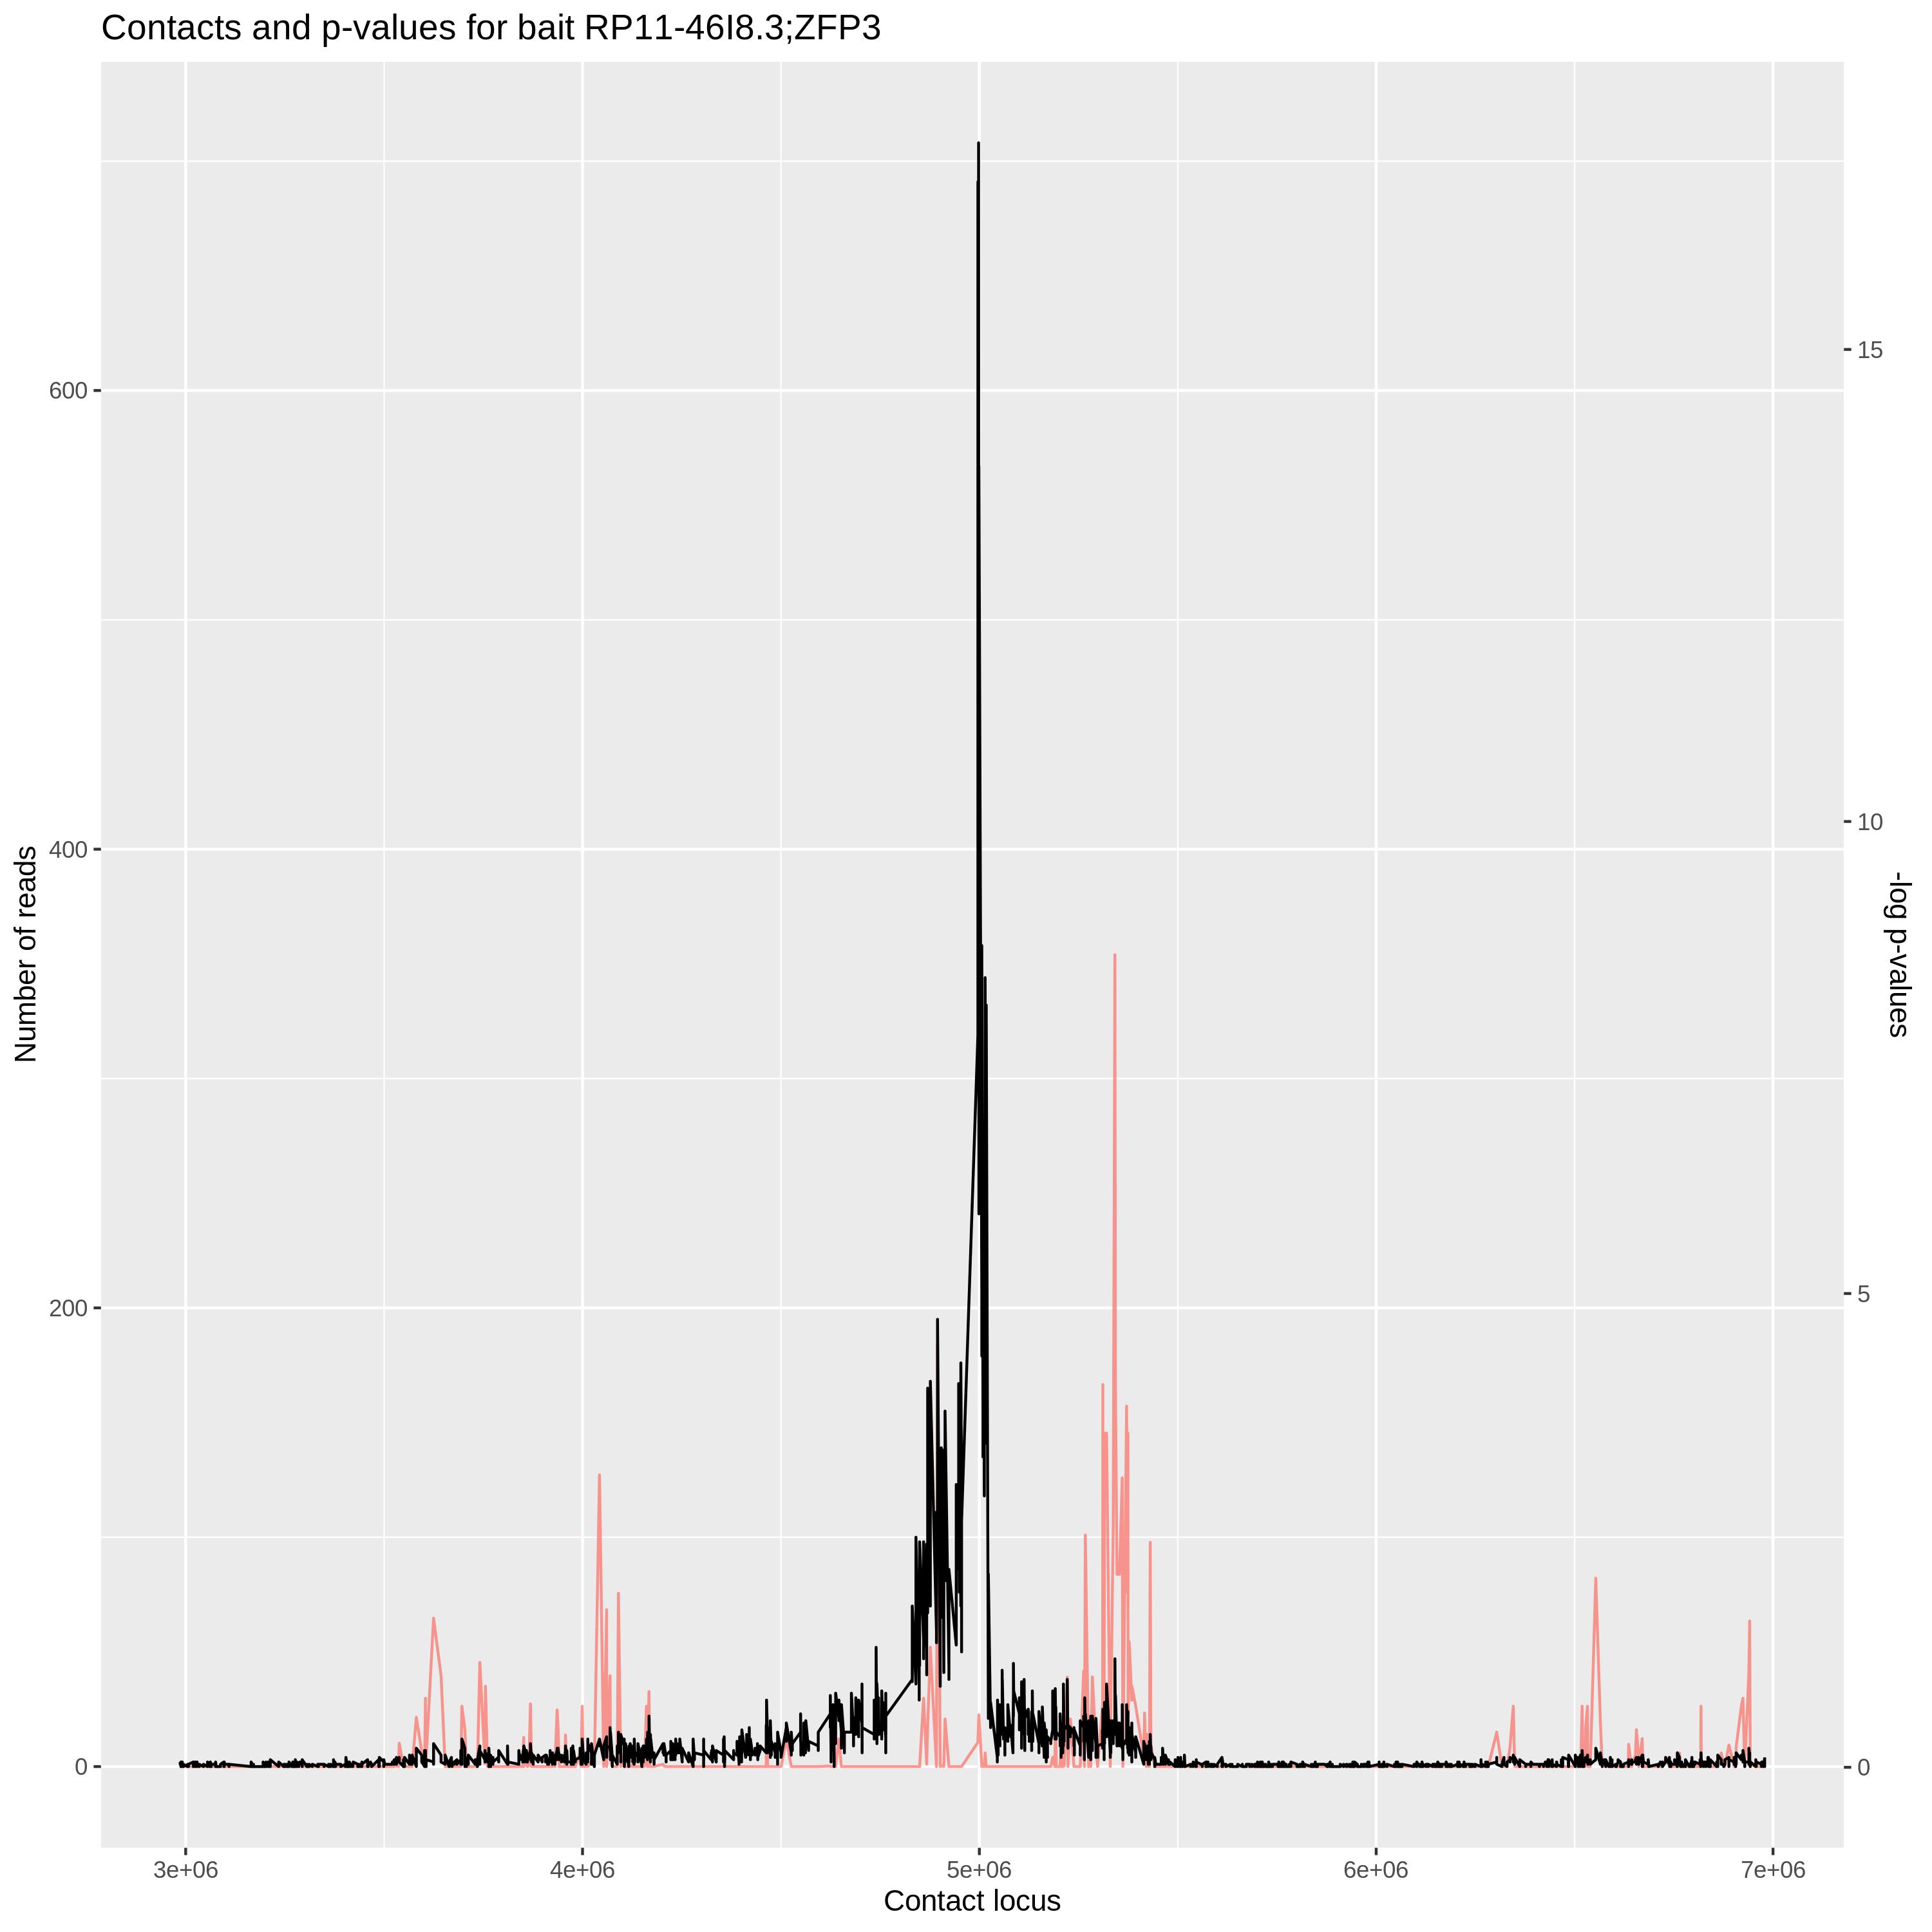 Contacts and p-values for bait RP11-46I8.3;ZFP3
600
400
200
0
Number of reads
15
10
5
0
-log p-values
3e+06
4e+06
5e+06
6e+06
7e+06
Contact locus